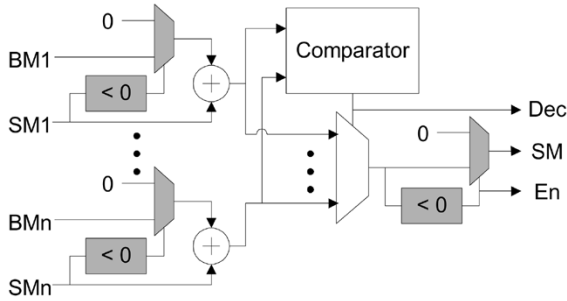 0
BM1
< 0
SM1
Comparator
Dec
0
SM
< 0
En
0
BMn
< 0
SMn